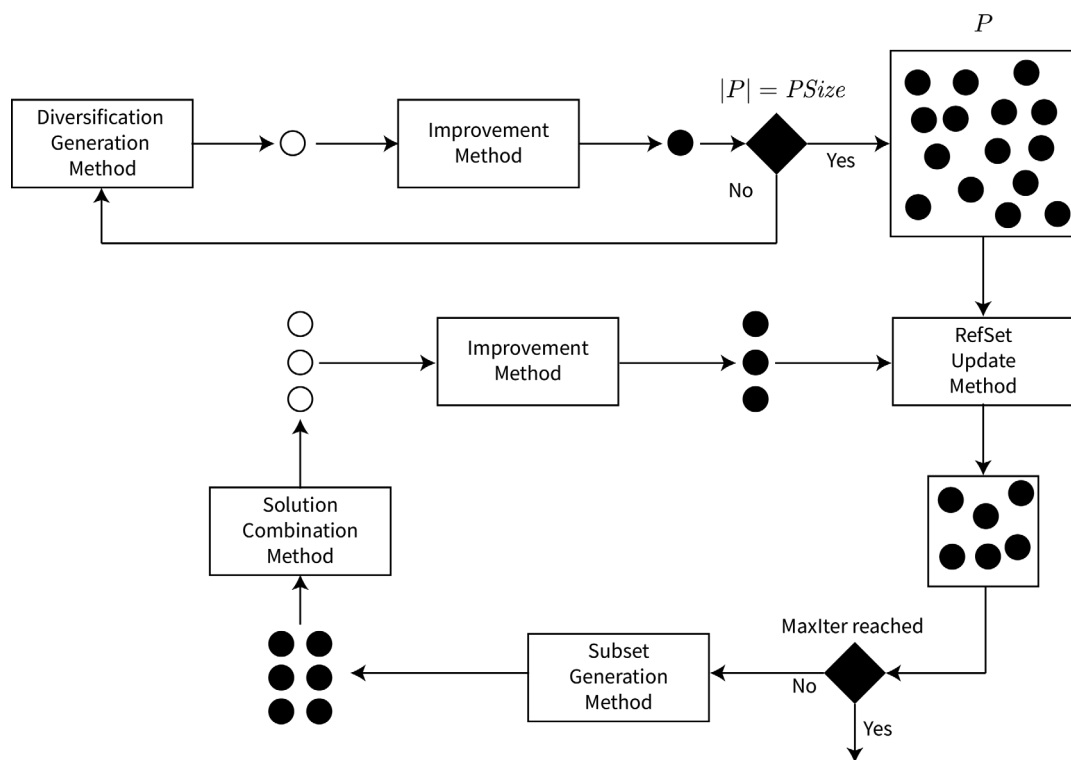 P
|P| = PSize
Diversification
Generation
Method
Improvement
Method
Yes
No
Improvement
Method
RefSet
Update
Method
Solution
Combination
Method
MaxIter reached
Subset
Generation
Method
No
Yes